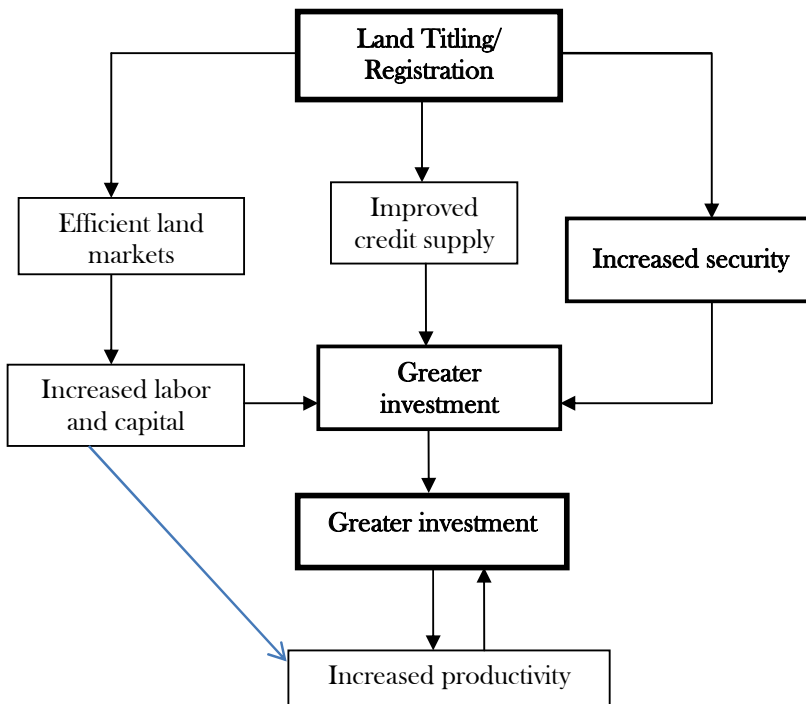 Land Titling/
Registration
Efficient land
markets
Improved
credit supply
Increased security
Increased labor
and capital
Greater
investment
Greater investment
Increased productivity